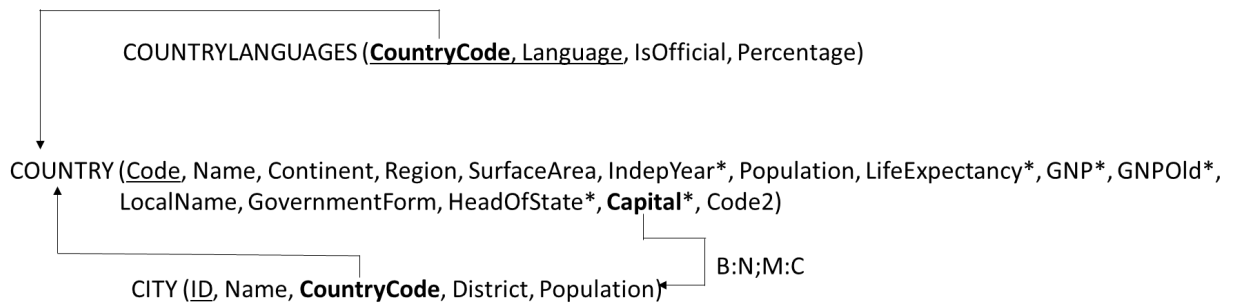 COUNTRYLANGUAGES (CountryCode, Language, IsOfficial, Percentage)
COUNTRY (Code, Name, Continent, Region, SurfaceArea, IndepYear*, Population, LifeExpectancy*, GNP*, GNPOld*,
LocalName, GovernmentForm, HeadOfState*, Capital*, Code2)
B:N;M:C
CITY (ID, Name, CountryCode, District, Population)